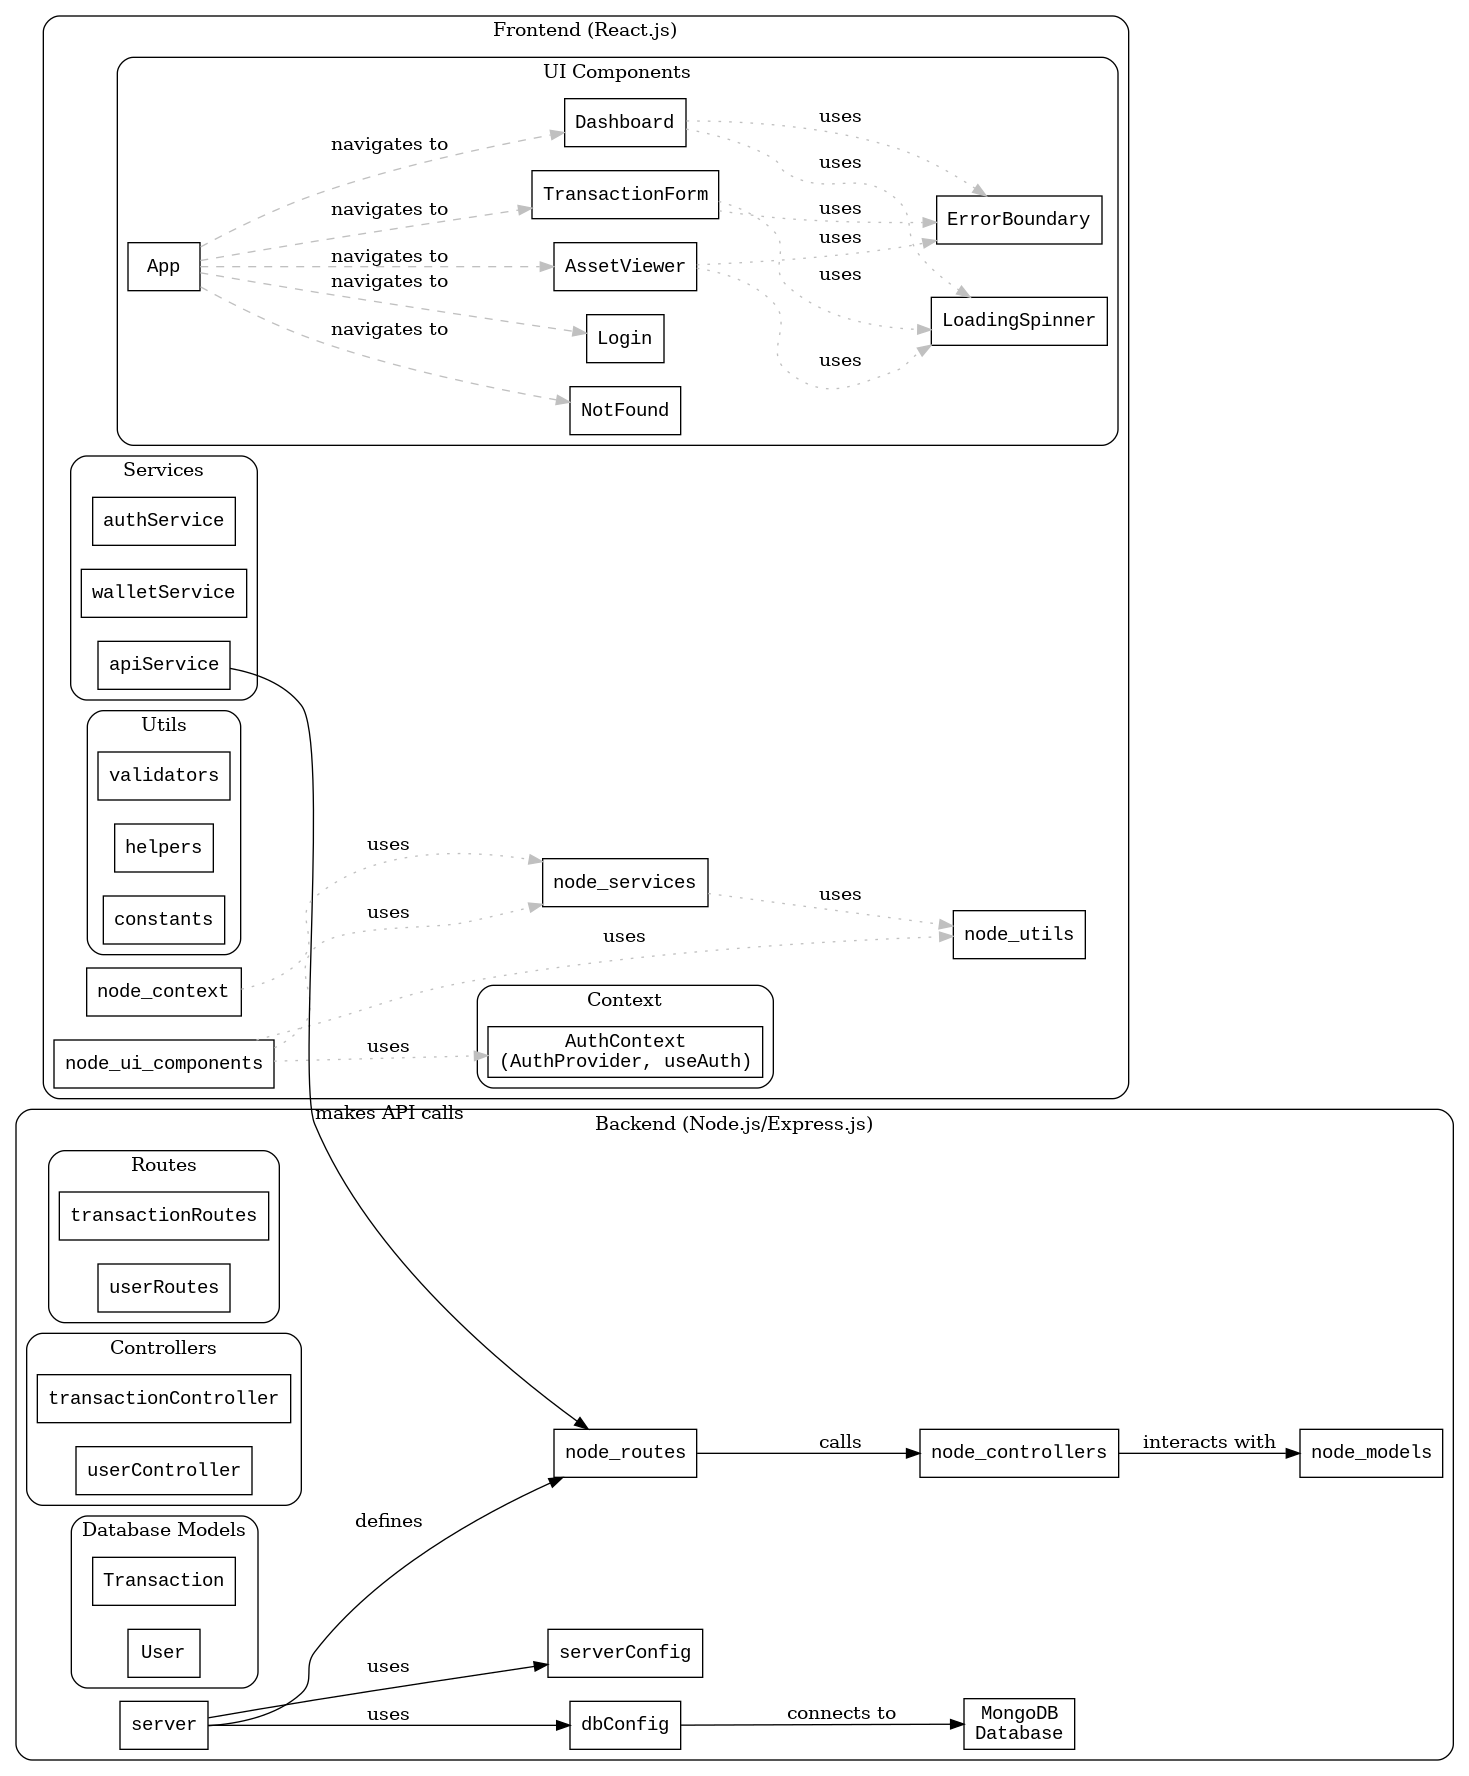 Frontend (React.js)
UI Components
Dashboard
uses
navigates to
uses
TransactionForm
navigates to
uses
ErrorBoundary
uses
App
navigates to
AssetViewer
navigates to
uses
LoadingSpinner
navigates to
Login
uses
NotFound
Services
authService
walletService
apiService
Utils
validators
helpers
constants
uses
node_services
uses
uses
node_utils
uses
node_context
Context
uses
AuthContext
(AuthProvider, useAuth)
node_ui_components
makes API calls
Backend (Node.js/Express.js)
Routes
transactionRoutes
userRoutes
Controllers
transactionController
userController
node_routes
calls
node_controllers
interacts with
node_models
defines
Database Models
Transaction
User
uses
serverConfig
server
uses
dbConfig
connects to
MongoDB
Database